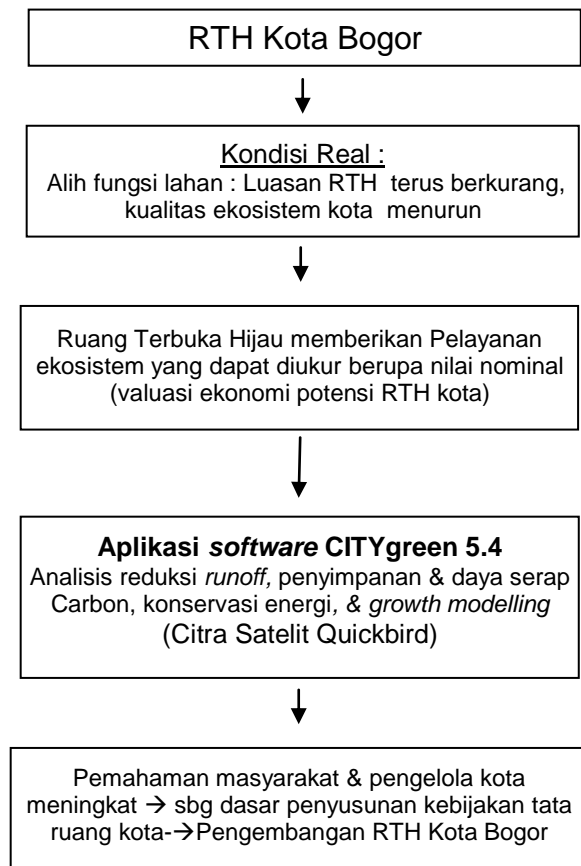 RTH Kota Bogor
Kondisi Real :
Alih fungsi lahan : Luasan RTH terus berkurang,
kualitas ekosistem kota menurun
Ruang Terbuka Hijau memberikan Pelayanan
ekosistem yang dapat diukur berupa nilai nominal
(valuasi ekonomi potensi RTH kota)
Aplikasi software CITYgreen 5.4
Analisis reduksi runoff, penyimpanan & daya serap
Carbon, konservasi energi, & growth modelling
(Citra Satelit Quickbird)
Pemahaman masyarakat & pengelola kota
meningkat → sbg dasar penyusunan kebijakan tata
ruang kota-→Pengembangan RTH Kota Bogor